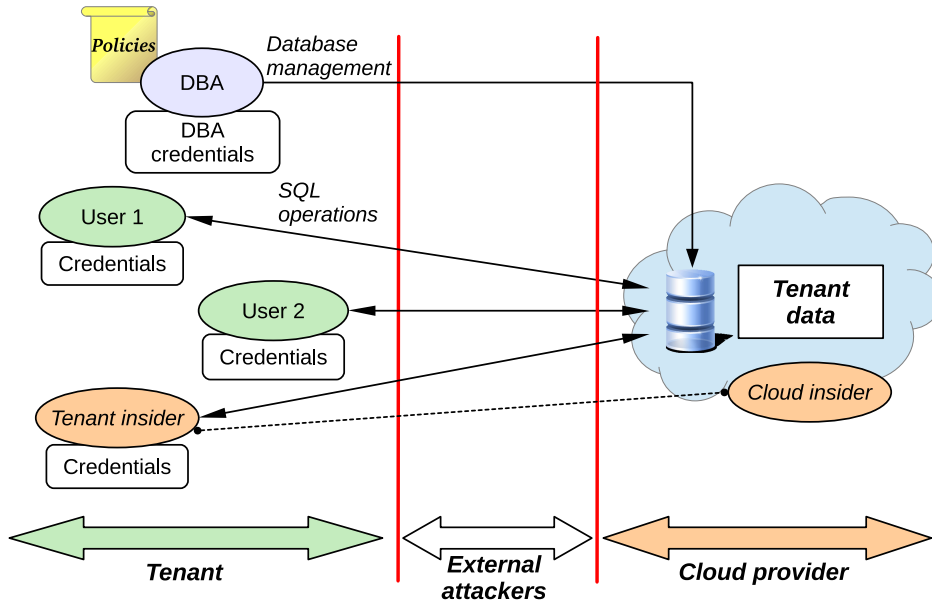 Policies
DBA
DBA
credentials
Database
management
User 1
Credentials
SQL
operations
User 2
Credentials
Tenant insider
Credentials
Tenant
data
Cloud insider
Tenant
External
attackers
Cloud provider